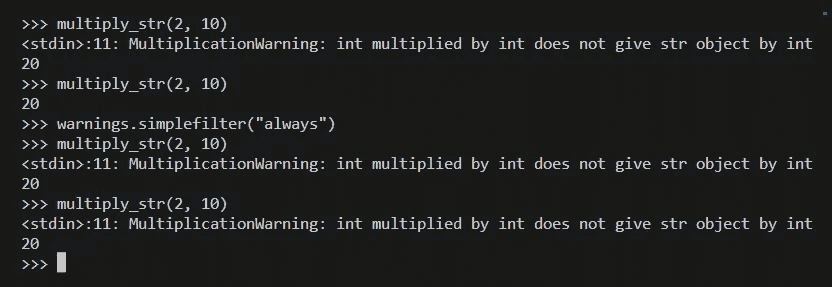 >>> multiply_str(2, 10)
<stdin>:11: MultiplicationWarning: int multiplied by int does not give str object by int
20
>>> multiply_str(2, 10)
20
>>> warnings.simplefilter("always")
>>> multiply_str(2, 10)
<stdin>:11: MultiplicationWarning: int multiplied by int does not give str object by int
20
>>> multiply_str(2, 10)
<stdin>:11: MultiplicationWarning: int multiplied by int does not give str object by int
20
>>>